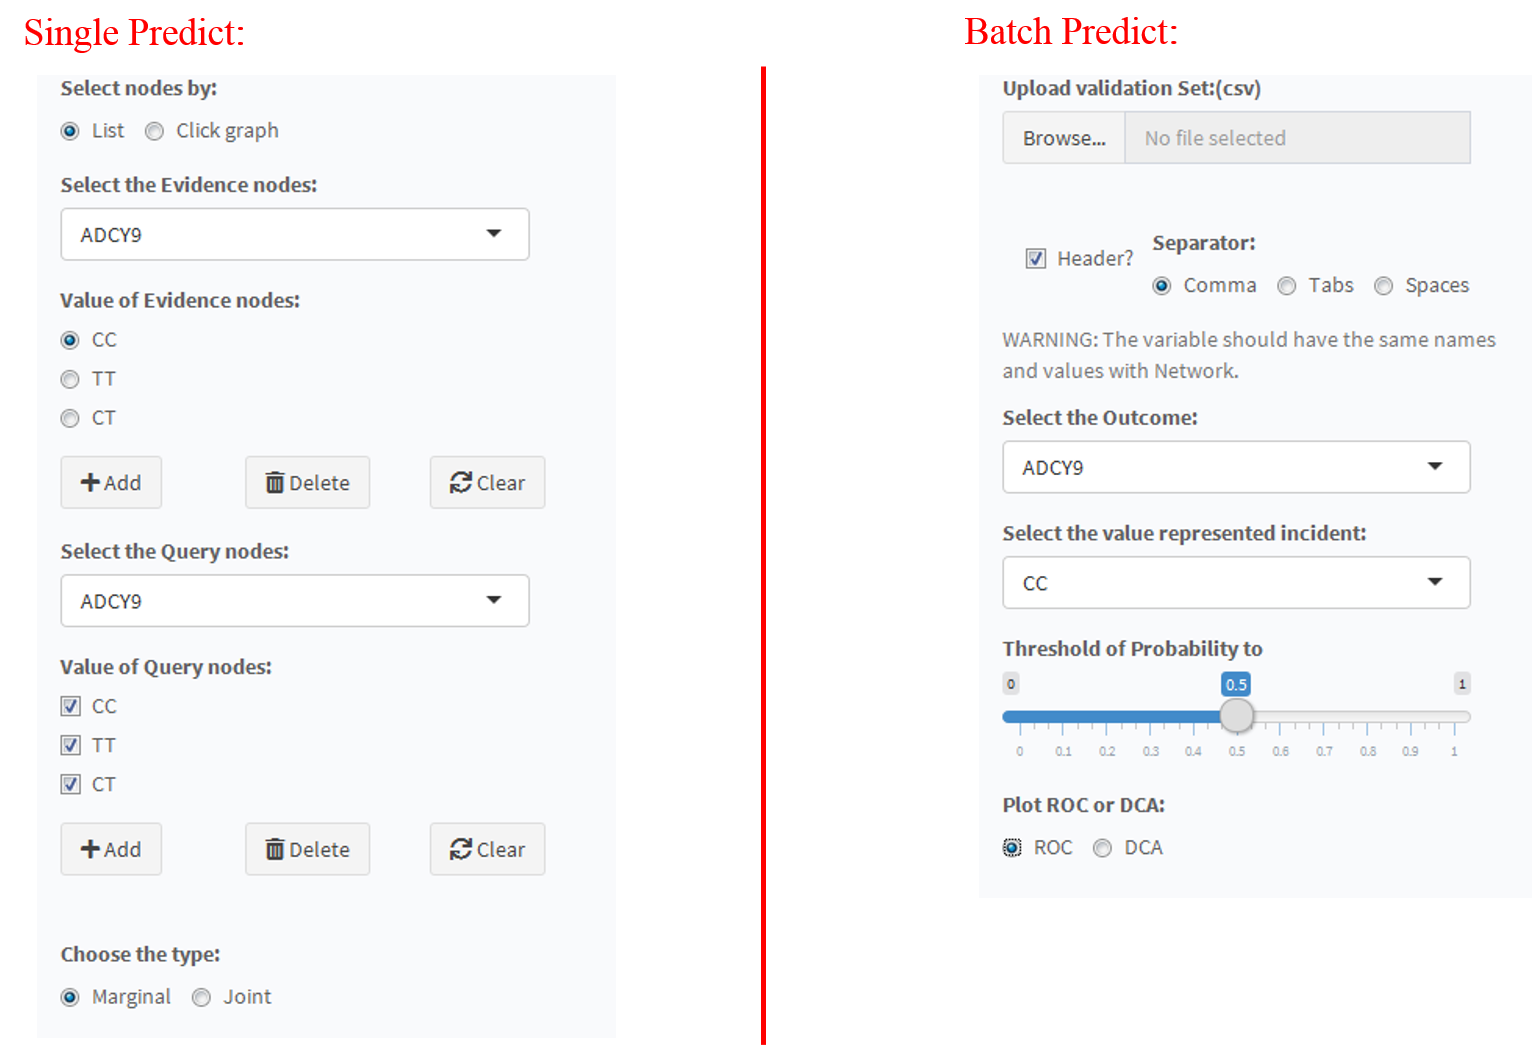 Single Predict:
Select nodes by:
List Click graph
Select the Evidence nodes:
ADCY9
Value of Evidence nodes:
CC
TT
CT
Add Delete Clear
Select the Query nodes:
ADCY9
Value of Query nodes:
CC
TT
CT
Add Delete Clear
Choose the type:
Marginal Joint
Batch Predict:
Upload validation Set:(csv)
Browse... No file selected
Header?
Separator:
Comma Tabs Spaces
WARNING: The variable should have the same names
and values with Network.
Select the Outcome:
ADCY9
Select the value represented incident:
CC
Threshold of Probability to
0 0.5 1
0 0.1 0.2 0.3 0.4 0.5 0.6 0.7 0.8 0.9 1
Plot ROC or DCA:
ROC DCA